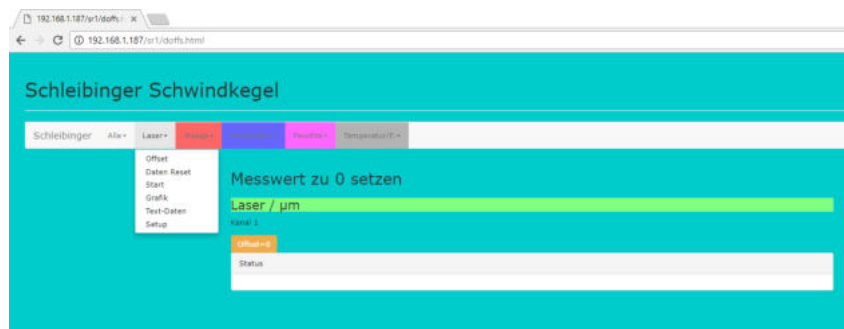 192.168.1.187/sr1/doffs.
192.168.1.187/sr1/doffs.html
Schleibinger Schwindkegel
Schleibinger Alle Laser Temperatur/F.
Offset
Daten Reset
Start
Grafik
Text-Daten
Setup
Messwert zu 0 setzen
Laser / µm
Kanal 1
Offset=0
Status